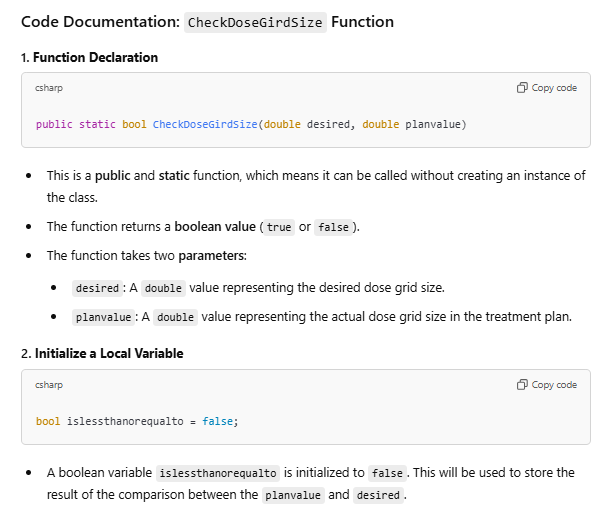 Code Documentation: CheckDoseGirdSize Function
1. Function Declaration
csharp
Copy code
public static bool CheckDoseGirdSize(double desired, double planvalue)
• This is a public and static function, which means it can be called without creating an instance of
the class.
• The function returns a boolean value ( true or false ).
• The function takes two parameters:
• desired : A double value representing the desired dose grid size.
• planvalue : A double value representing the actual dose grid size in the treatment plan.
2. Initialize a Local Variable
csharp
Copy code
bool islessthanorequalto = false;
• A boolean variable islessthanorequalto is initialized to false . This will be used to store the
result of the comparison between the planvalue and desired .